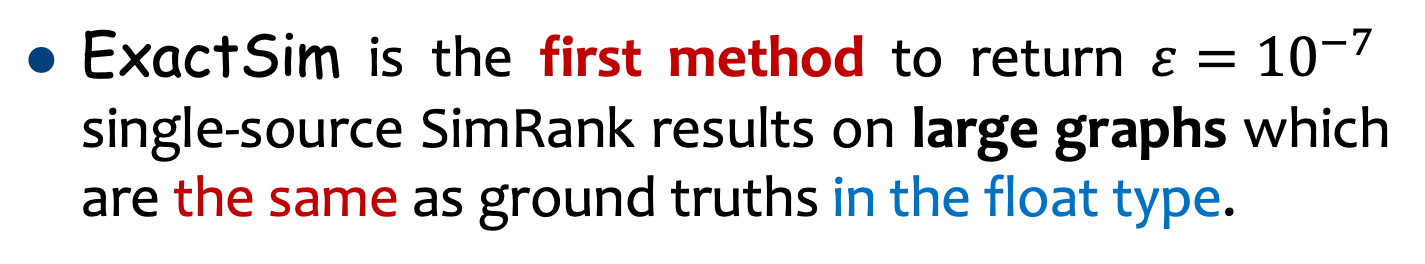 • ExactSim is the first method to return ε = 10⁻⁷
single-source SimRank results on large graphs which
are the same as ground truths in the float type.